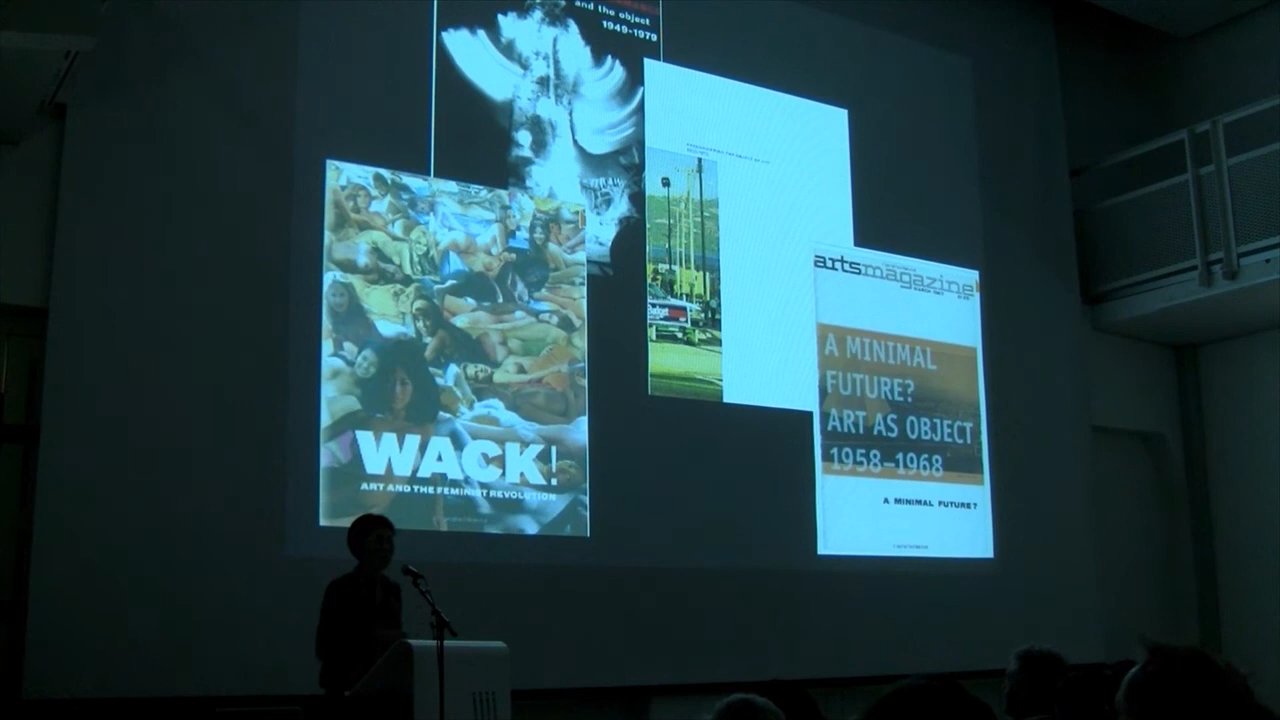 and the object
1949-1979
Budget
artsmagazine
A MINIMAL
FUTURE?
ART AS OBJECT
1958–1968
A MINIMAL FUTURE?
WACK!
ART AND THE FEMINIST REVOLUTION